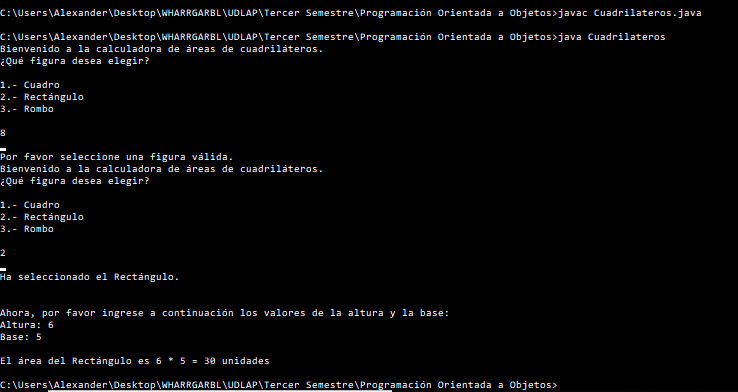 C:\Users\Alexander\Desktop\WHARRGARBL\UDLAP\Tercer Semestre\Programación Orientada a Objetos>javac Cuadrilateros.java
C:\Users\Alexander\Desktop\WHARRGARBL\UDLAP\Tercer Semestre\Programación Orientada a Objetos>java Cuadrilateros
Bienvenido a la calculadora de áreas de cuadriláteros.
¿Qué figura desea elegir?
1.- Cuadro
2.- Rectángulo
3.- Rombo
8
Por favor seleccione una figura válida.
Bienvenido a la calculadora de áreas de cuadriláteros.
¿Qué figura desea elegir?
1.- Cuadro
2.- Rectángulo
3.- Rombo
2
Ha seleccionado el Rectángulo.
Ahora, por favor ingrese a continuación los valores de la altura y la base:
Altura: 6
Base: 5
El área del Rectángulo es 6 * 5 = 30 unidades
C:\Users\Alexander\Desktop\WHARRGARBL\UDLAP\Tercer Semestre\Programación Orientada a Objetos>